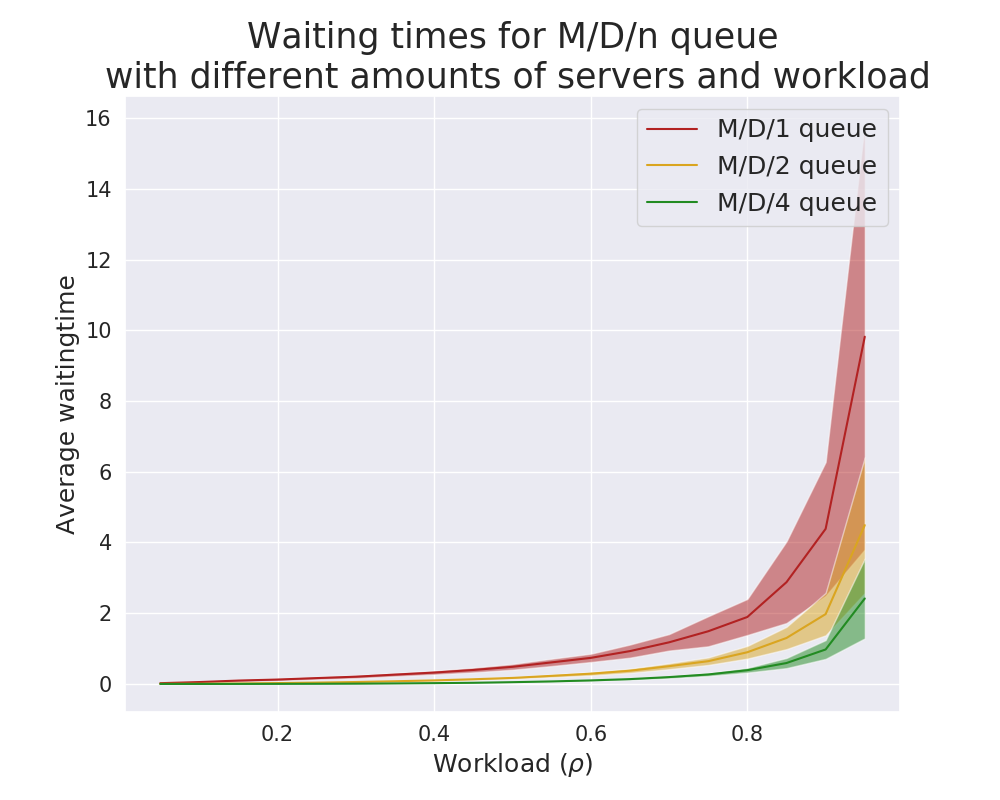 Waiting times for M/D/n queue
with different amounts of servers and workload
M/D/1 queue
M/D/2 queue
M/D/4 queue
Average waitingtime
16
14
12
10
8
6
4
2
0
0.2
0.4
0.6
0.8
Workload (ρ)